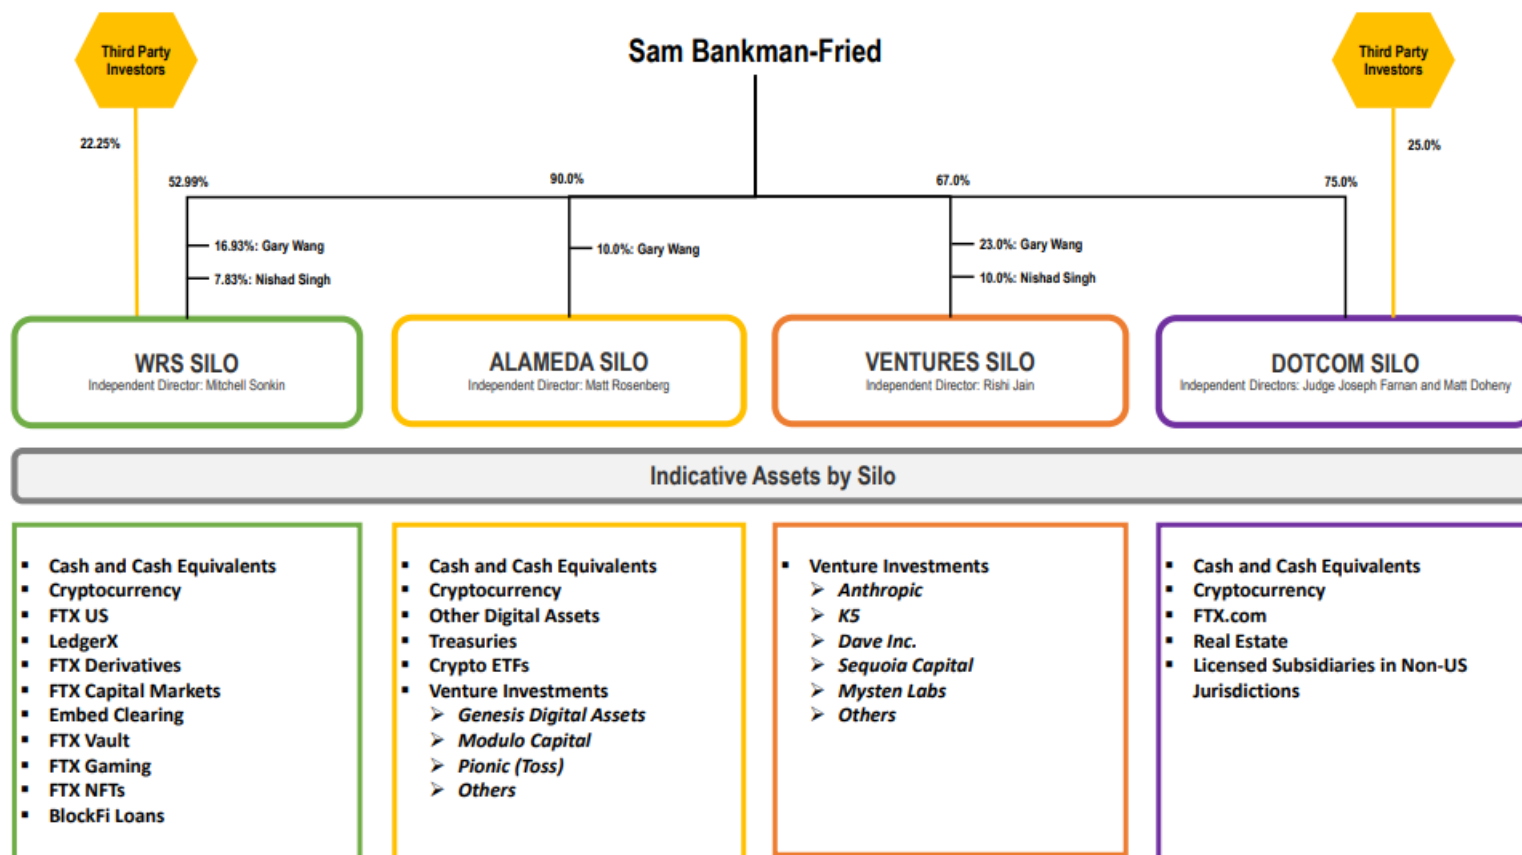 Sam Bankman-Fried
Third Party
Investors
Third Party
Investors
22.25%
25.0%
52.99%
90.0%
67.0%
75.0%
16.93%: Gary Wang
7.83%: Nishad Singh
10.0%: Gary Wang
23.0%: Gary Wang
10.0%: Nishad Singh
WRS SILO
Independent Director: Mitchell Sonkin
ALAMEDA SILO
Independent Director: Matt Rosenberg
VENTURES SILO
Independent Director: Rishi Jain
DOTCOM SILO
Independent Directors: Judge Joseph Farnan and Matt Doheny
Indicative Assets by Silo
▪ Cash and Cash Equivalents
▪ Cryptocurrency
▪ FTX US
▪ LedgerX
▪ FTX Derivatives
▪ FTX Capital Markets
▪ Embed Clearing
▪ FTX Vault
▪ FTX Gaming
▪ FTX NFTs
▪ BlockFi Loans
▪ Cash and Cash Equivalents
▪ Cryptocurrency
▪ Other Digital Assets
▪ Treasuries
▪ Crypto ETFs
▪ Venture Investments
➢ Genesis Digital Assets
➢ Modulo Capital
➢ Pionic (Toss)
➢ Others
▪ Venture Investments
➢ Anthropic
➢ K5
➢ Dave Inc.
➢ Sequoia Capital
➢ Mysten Labs
➢ Others
▪ Cash and Cash Equivalents
▪ Cryptocurrency
▪ FTX.com
▪ Real Estate
▪ Licensed Subsidiaries in Non-US
Jurisdictions